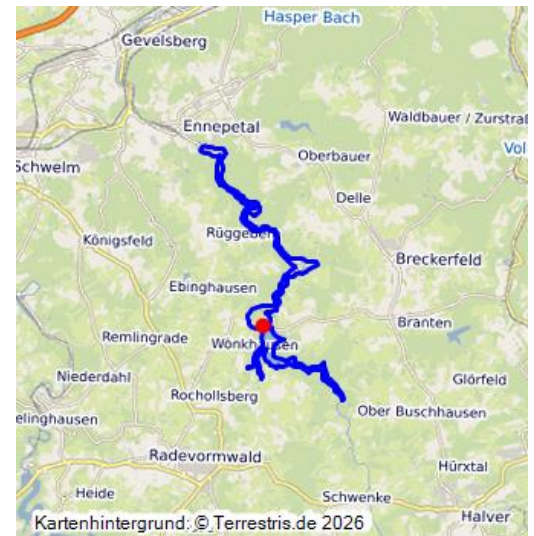 Hasper Bach
Gevelsberg
Ennepetal
Waldbauer / Zurstraß
Oberbauer
Vol
Schwelm
Delle
Rüggeberg
Königsfeld
Breckerfeld
Ebinghausen
Branten
Remlingrade
Wönkhausen
Niederdahl
Glörfeld
Rochollsberg
Ober Buschhausen
elinghausen
Radevormwald
Hürxtal
Heide
Schwenke
Halver
Kartenhintergrund: © Terrestris.de 2026